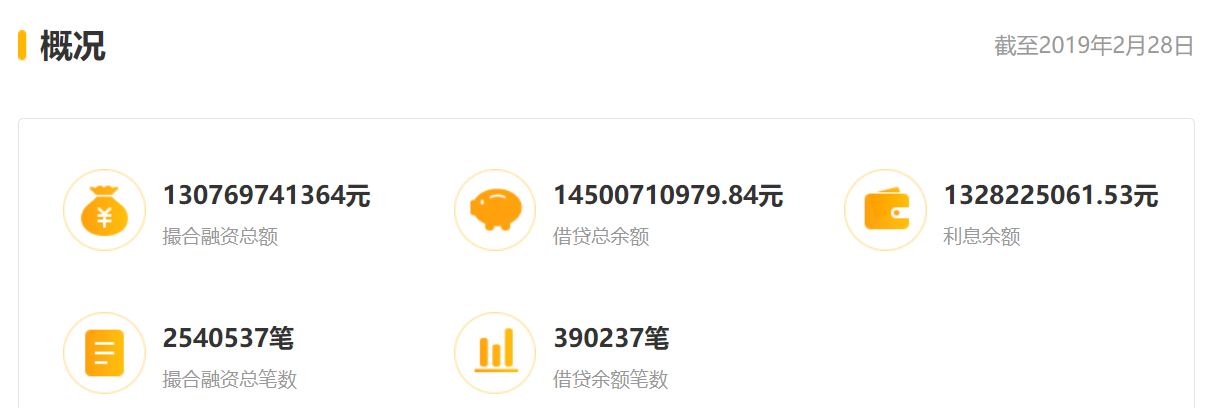 概况
截至2019年2月28日
130769741364元
撮合融资总额
14500710979.84元
借贷总余额
1328225061.53元
利息余额
2540537笔
撮合融资总笔数
390237笔
借贷余额笔数